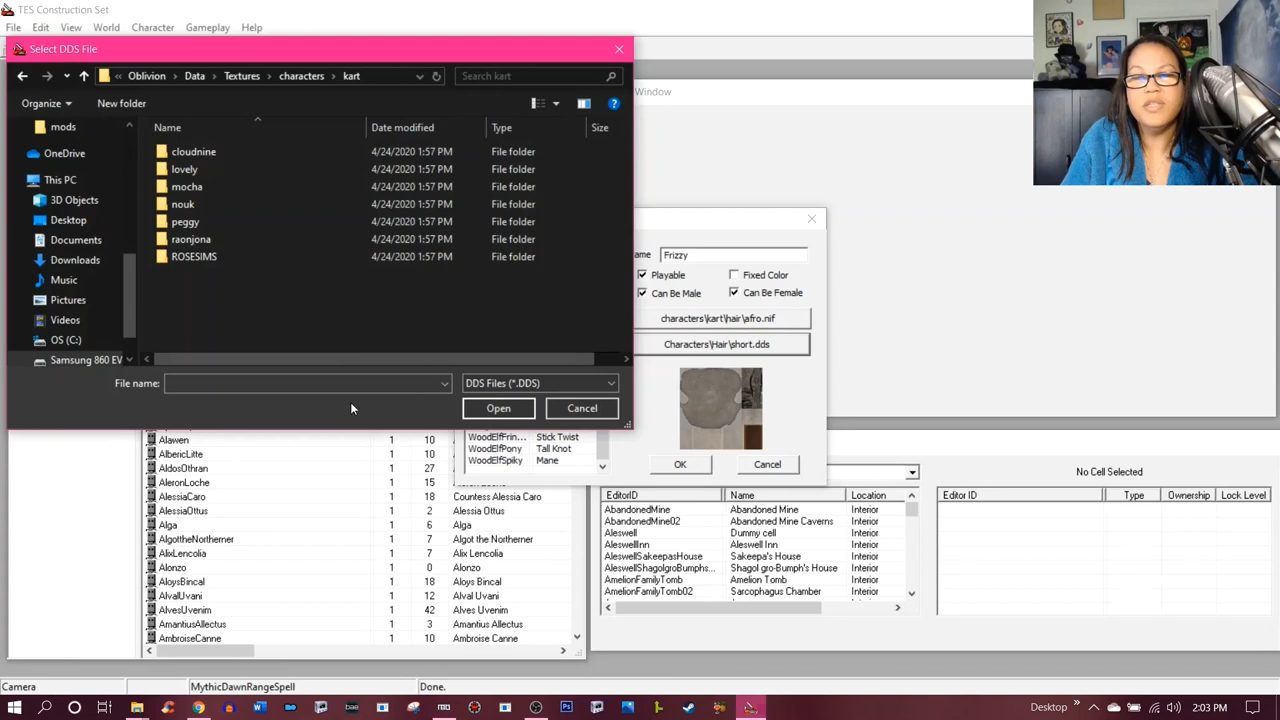 TES Construction Set
File Edit View World Character Gameplay Help
Select DDS File
Oblivion > Data > Textures > characters > kart
Search kart
Organize
New folder
Name Date modified Type Size
mods
OneDrive
This PC
3D Objects
Desktop
Documents
Downloads
Music
Pictures
Videos
OS (C:)
Samsung 860 EV
cloudnine 4/24/2020 1:57 PM File folder
lovely 4/24/2020 1:57 PM File folder
mocha 4/24/2020 1:57 PM File folder
nouk 4/24/2020 1:57 PM File folder
peggy 4/24/2020 1:57 PM File folder
raonjona 4/24/2020 1:57 PM File folder
ROSESIMS 4/24/2020 1:57 PM File folder
File name:
DDS Files (*.DDS)
Open Cancel
Window
ame Frizzy
Playable Fixed Color
Can Be Male Can Be Female
characters\kart\hair\afro.nif
Characters\Hair\short.dds
OK Cancel
WoodElfFrin... Stick Twist
WoodElfPony Tall Knot
WoodElfSpiky Mane
Alawen 1 10 Alawen
AlbericLitte 1 10 Alberic Litte
AldosOthran 1 27 Aldos Othran
AleronLoche 1 15 Aleron Loche
AlessiaCaro 1 18 Countess Alessia Caro
AlessiaOttus 1 2 Alessia Ottus
Alga 1 6 Alga
AlgottheNortherner 1 7 Algot the Northerner
AlixLencolia 1 7 Alix Lencolia
Alonzo 1 0 Alonzo
AloysBincal 1 18 Aloys Bincal
AlvalUvani 1 12 Alval Uvani
AlvesUvenim 1 42 Alves Uvenim
AmantiusAllectus 1 3 Amantius Allectus
AmbroiseCanne 1 10 Ambroise Canne
EditorID Name Location
AbandonedMine Abandoned Mine Interior
AbandonedMine02 Abandoned Mine Caverns Interior
Aleswell Dummy cell Interior
AleswellInn Aleswell Inn Interior
AleswellSakeepasHouse Sakeepa's House Interior
AleswellShagolgroBumphs... Shagol gro-Bumph's House Interior
AmelionFamilyTomb Amelion Tomb Interior
AmelionFamilyTomb02 Sarcophagus Chamber Interior
No Cell Selected
Editor ID Type Ownership Lock Level
Camera MythicDawnRangeSpell Done.
Desktop
2:03 PM